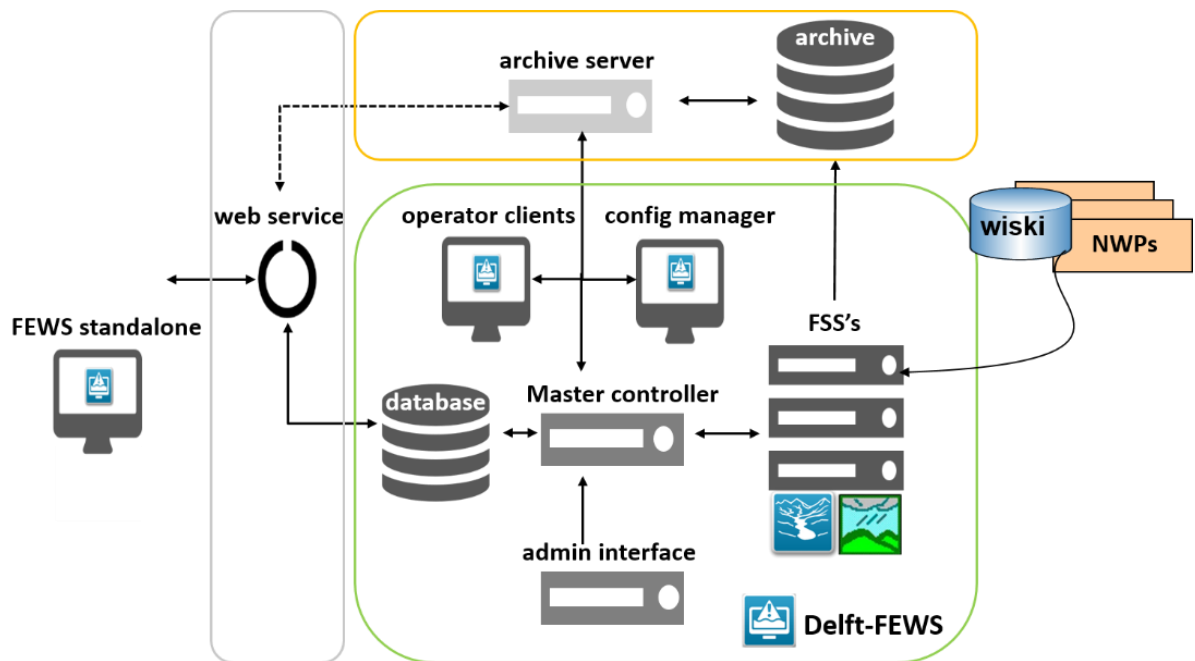 archive
archive server
web service
operator clients
config manager
wiski
NWPs
FEWS standalone
FSS's
database
Master controller
admin interface
Delft-FEWS